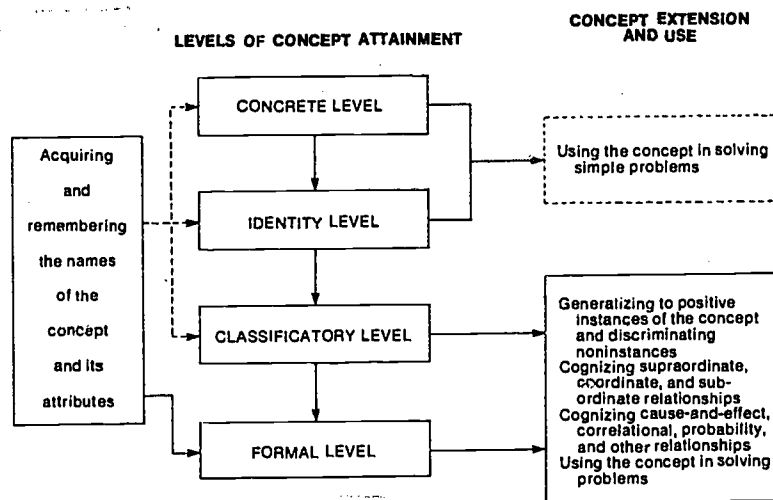 CONCEPT EXTENSION
AND USE
LEVELS OF CONCEPT ATTAINMENT
CONCRETE LEVEL
Acquiring
and
remembering
the names
of the
concept
and its
attributes
Using the concept in solving
simple problems
IDENTITY LEVEL
CLASSIFICATORY LEVEL
FORMAL LEVEL
Generalizing to positive
instances of the concept
and discriminating
noninstances
Cognizing supraordinate,
coordinate, and sub-
ordinate relationships
Cognizing cause-and-effect,
correlational, probability,
and other relationships
Using the concept in solving
problems